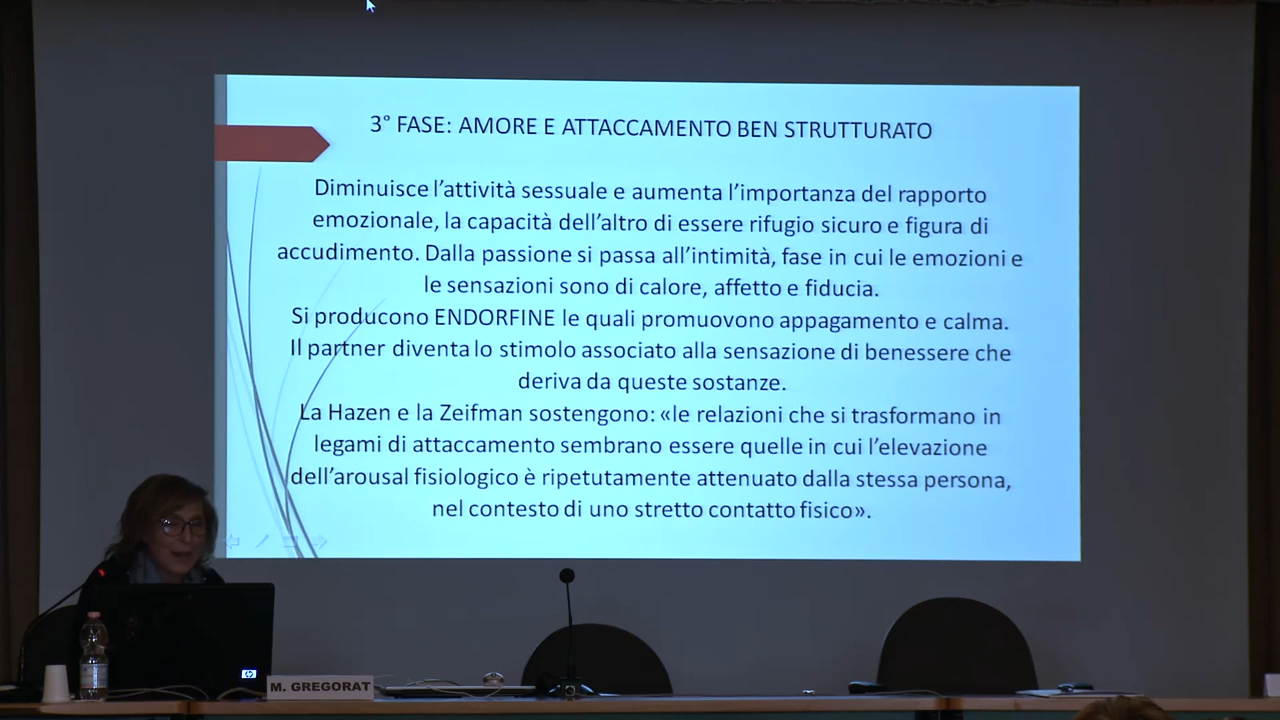 3° FASE: AMORE E ATTACCAMENTO BEN STRUTTURATO
Diminuisce l'attività sessuale e aumenta l'importanza del rapporto
emozionale, la capacità dell'altro di essere rifugio sicuro e figura di
accudimento. Dalla passione si passa all'intimità, fase in cui le emozioni e
le sensazioni sono di calore, affetto e fiducia.
Si producono ENDORFINE le quali promuovono appagamento e calma.
Il partner diventa lo stimolo associato alla sensazione di benessere che
deriva da queste sostanze.
La Hazen e la Zeifman sostengono: «le relazioni che si trasformano in
legami di attaccamento sembrano essere quelle in cui l'elevazione
dell'arousal fisiologico è ripetutamente attenuato dalla stessa persona,
nel contesto di uno stretto contatto fisico».
hp
M. GREGORAT